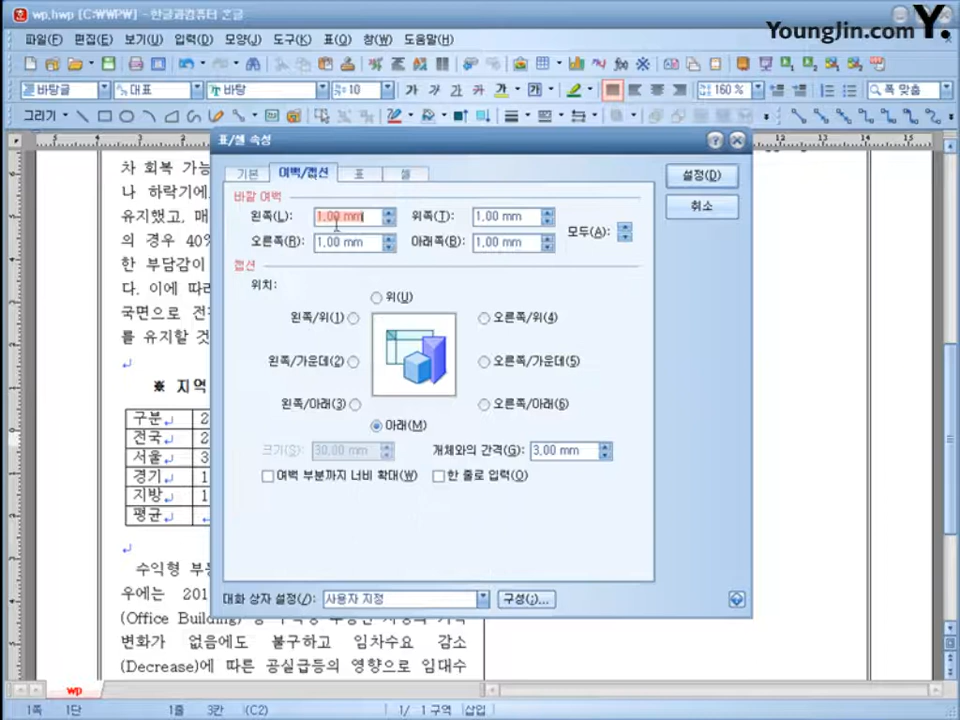 wp.hwp [C:\WWPW] - 한글과컴퓨터 한글
YoungJin.com Y.
파일(F) 편집(E) 보기(U) 입력(D) 모양(J) 도구(K) 표(Q) 창(W) 도움말(H)
바탕글 대표 바탕 10 가 가 가 가 가 가 160 % 폭 맞춤
그리기
표/셀 속성
기본 여백/캡션 표 셀
설정(D)
취소
바깥 여백
왼쪽(L): 1.00 mm 위쪽(T): 1.00 mm
오른쪽(R): 1.00 mm 아래쪽(B): 1.00 mm
모두(A):
캡션
위치:
위(U)
왼쪽/위(1) 오른쪽/위(4)
왼쪽/가운데(2) 오른쪽/가운데(5)
왼쪽/아래(3) 오른쪽/아래(6)
아래(M)
크기(S): 30.00 mm 개체와의 간격(G): 3.00 mm
여백 부분까지 너비 확대(W) 한 줄로 입력(O)
대화 상자 설정(/): 사용자 지정 구성(;)...
차 회복 가능
나 하락기에
유지했고, 매
의 경우 40%
한 부담감이
다. 이에 따라
국면으로 전
를 유지할 것
※ 지역
구분 2
전국 2
서울 3
경기 1
지방 1
평균
수익형 부동
우에는 201
(Office Building)
변화가 없음에도 불구하고 임차수요 감소
(Decrease)에 따른 공실급등의 영향으로 임대수
wp
1쪽 1단 1줄 3칸 (C2) 1/ 1 구역 삽입